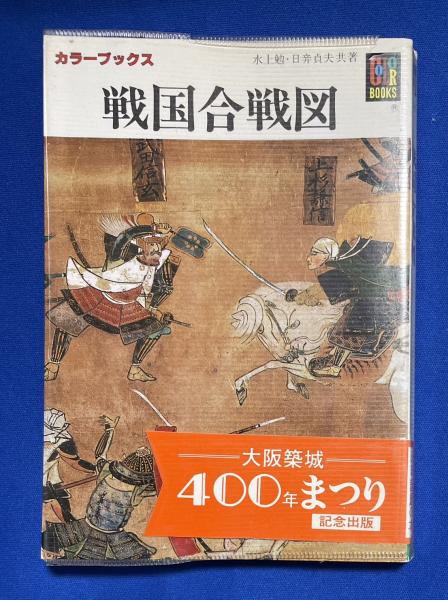 カラーブックス
水上勉・日奔貞夫共著
COLOR
BOOKS
戦国合戦図
武田信玄
上杉謙信
大阪築城
400年まつり
記念出版